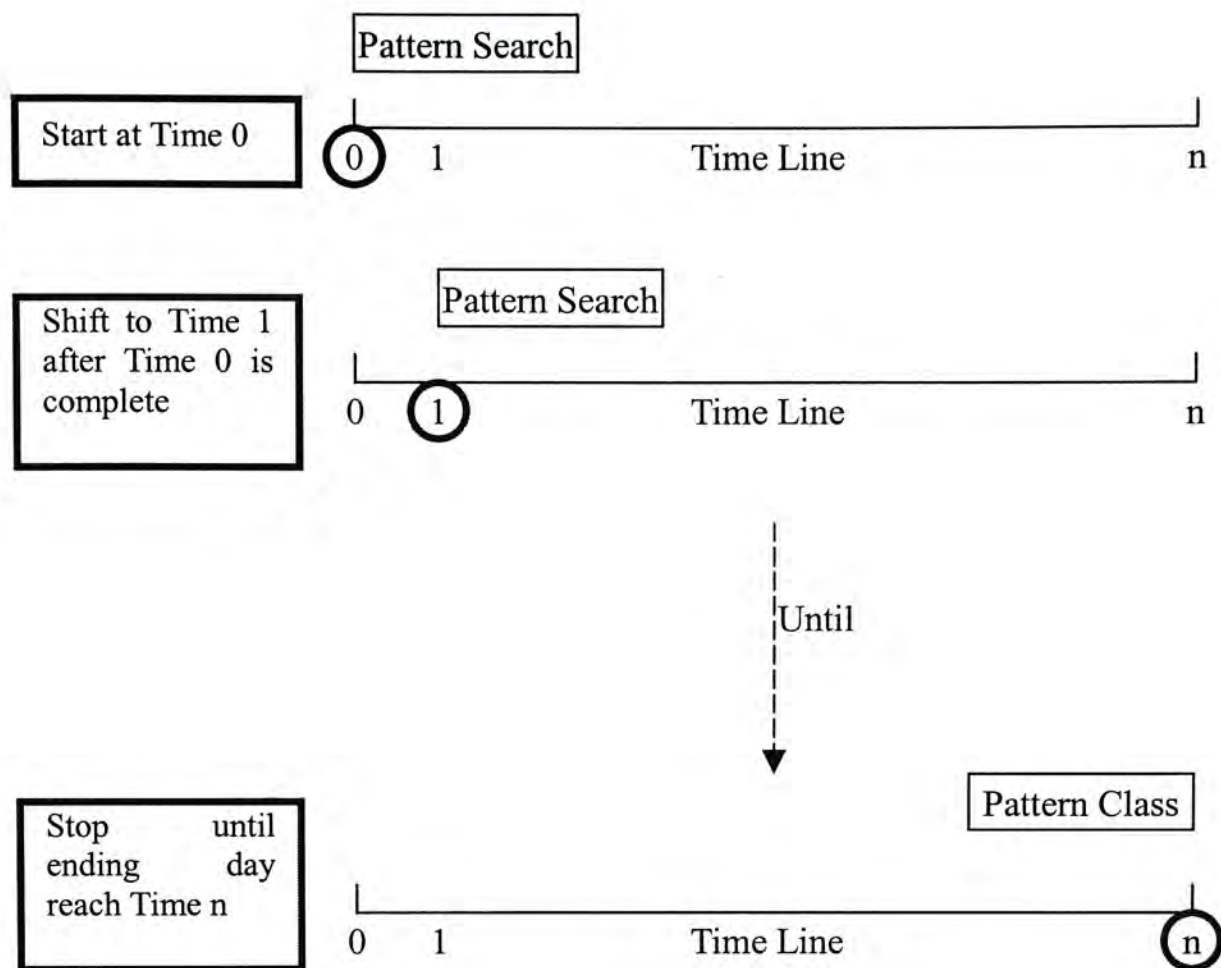 Pattern Search
Start at Time 0
0 1 Time Line n
Pattern Search
Shift to Time 1
after Time 0 is
complete
0 1 Time Line n
Until
Pattern Class
Stop until
ending day
reach Time n
0 1 Time Line n